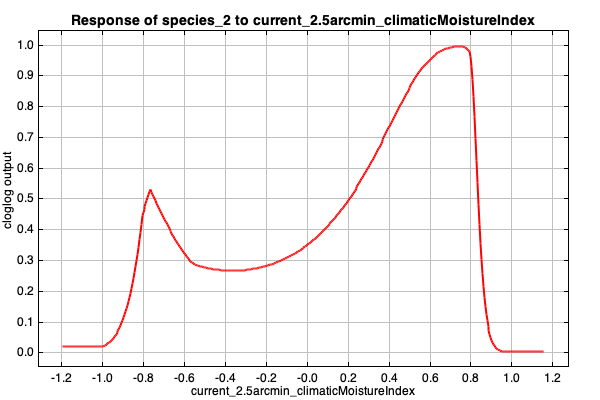 Response of species_2 to current_2.5arcmin_climaticMoistureIndex
1.0
0.9
0.8
0.7
0.6
0.5
0.4
0.3
0.2
0.1
0.0
cloglog output
-1.2 -1.0 -0.8 -0.6 -0.4 -0.2 -0.0 0.2 0.4 0.6 0.8 1.0 1.2
current_2.5arcmin_climaticMoistureIndex